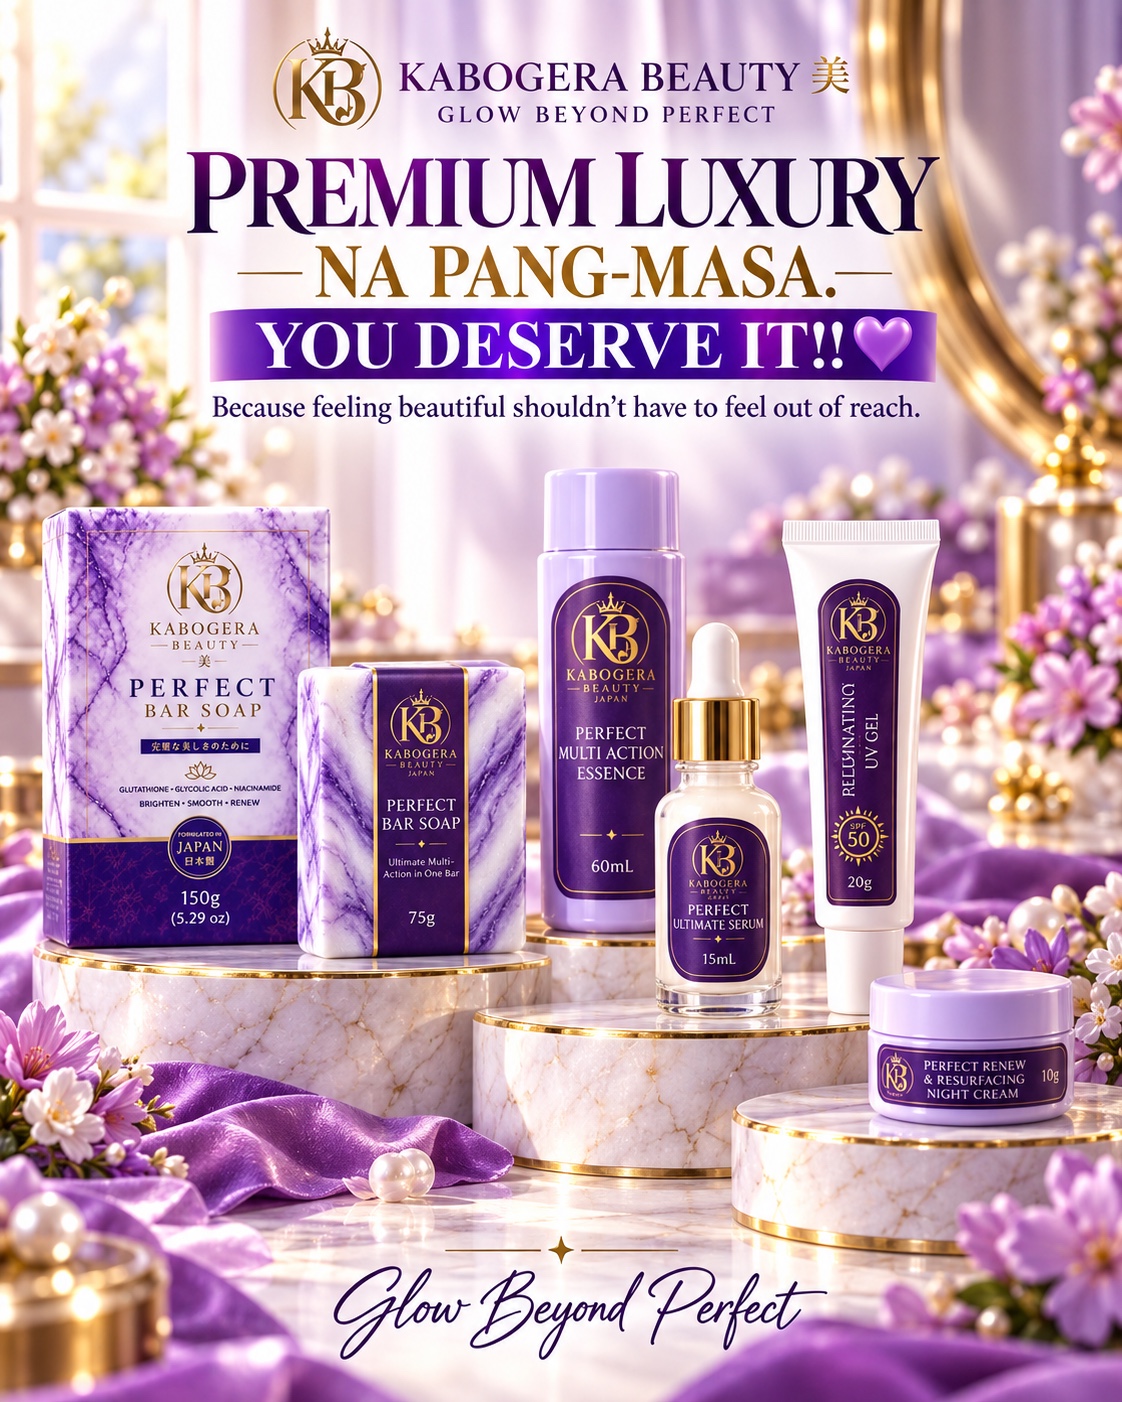 KB
KABOGERA BEAUTY 美
GLOW BEYOND PERFECT
PREMIUM LUXURY
NA PANG-MASA.
YOU DESERVE IT!!
Because feeling beautiful shouldn't have to feel out of reach.
KB
KABOGERA
BEAUTY
美
PERFECT
BAR SOAP
完璧な美しさのために
GLUTATHIONE • GLYCOLIC ACID • NIACINAMIDE
BRIGHTEN • SMOOTH • RENEW
FORMULATED IN
JAPAN
日本
150g
(5.29 oz)
KB
KABOGERA
BEAUTY
JAPAN
PERFECT
BAR SOAP
Ultimate Multi-
Action in One Bar
75g
KB
KABOGERA
BEAUTY
JAPAN
PERFECT
MULTI ACTION
ESSENCE
60mL
KB
KABOGERA
BEAUTY
PERFECT
ULTIMATE SERUM
15mL
KB
KABOGERA
BEAUTY
JAPAN
UV GEL
SPF
50
20g
KB
PERFECT RENEW
& RESURFACING
NIGHT CREAM
10g
Glow Beyond Perfect